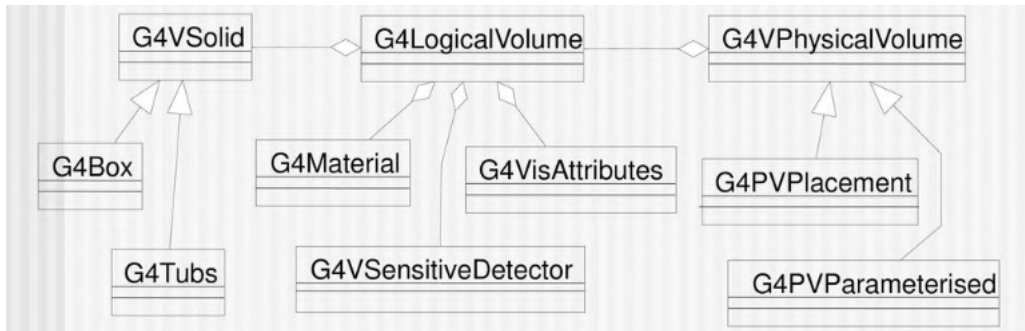 G4VSolid
G4LogicalVolume
G4VPhysicalVolume
G4Box
G4Material
G4VisAttributes
G4PVPlacement
G4Tubs
G4VSensitiveDetector
G4PVParameterised